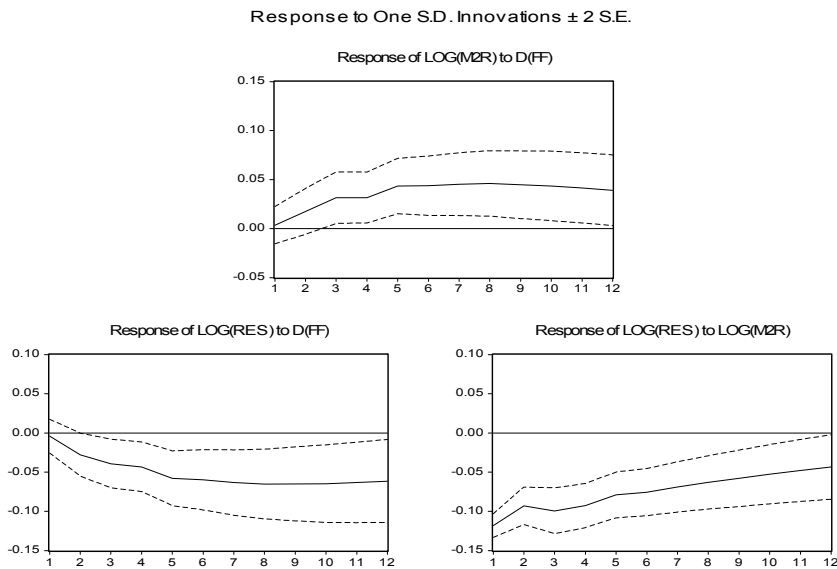 Response to One S.D. Innovations ± 2 S.E.
Response of LOG(M2R) to D(FF)
0.15
0.10
0.05
0.00
-0.05
1 2 3 4 5 6 7 8 9 10 11 12
Response of LOG(RES) to D(FF)
0.10
0.05
0.00
-0.05
-0.10
-0.15
1 2 3 4 5 6 7 8 9 10 11 12
Response of LOG(RES) to LOG(M2R)
0.10
0.05
0.00
-0.05
-0.10
-0.15
1 2 3 4 5 6 7 8 9 10 11 12